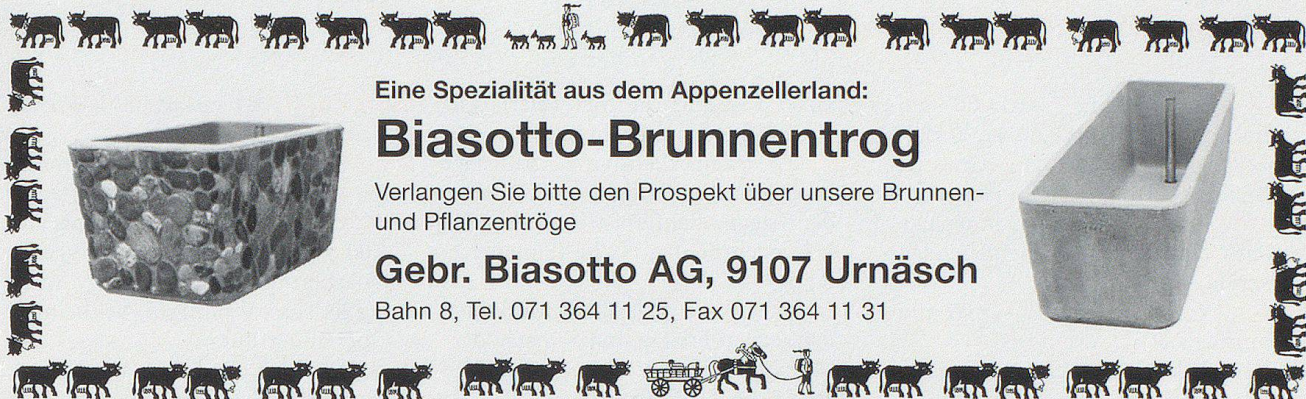 Eine Spezialität aus dem Appenzellerland:
Biasotto-Brunnentrog
Verlangen Sie bitte den Prospekt über unsere Brunnen-
und Pflanzentröge
Gebr. Biasotto AG, 9107 Urnäsch
Bahn 8, Tel. 071 364 11 25, Fax 071 364 11 31